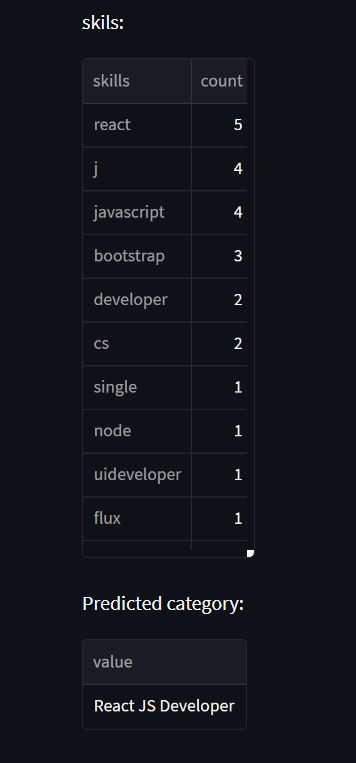 skils:
skills count
react 5
j 4
javascript 4
bootstrap 3
developer 2
cs 2
single 1
node 1
uideveloper 1
flux 1
Predicted category:
value
React JS Developer